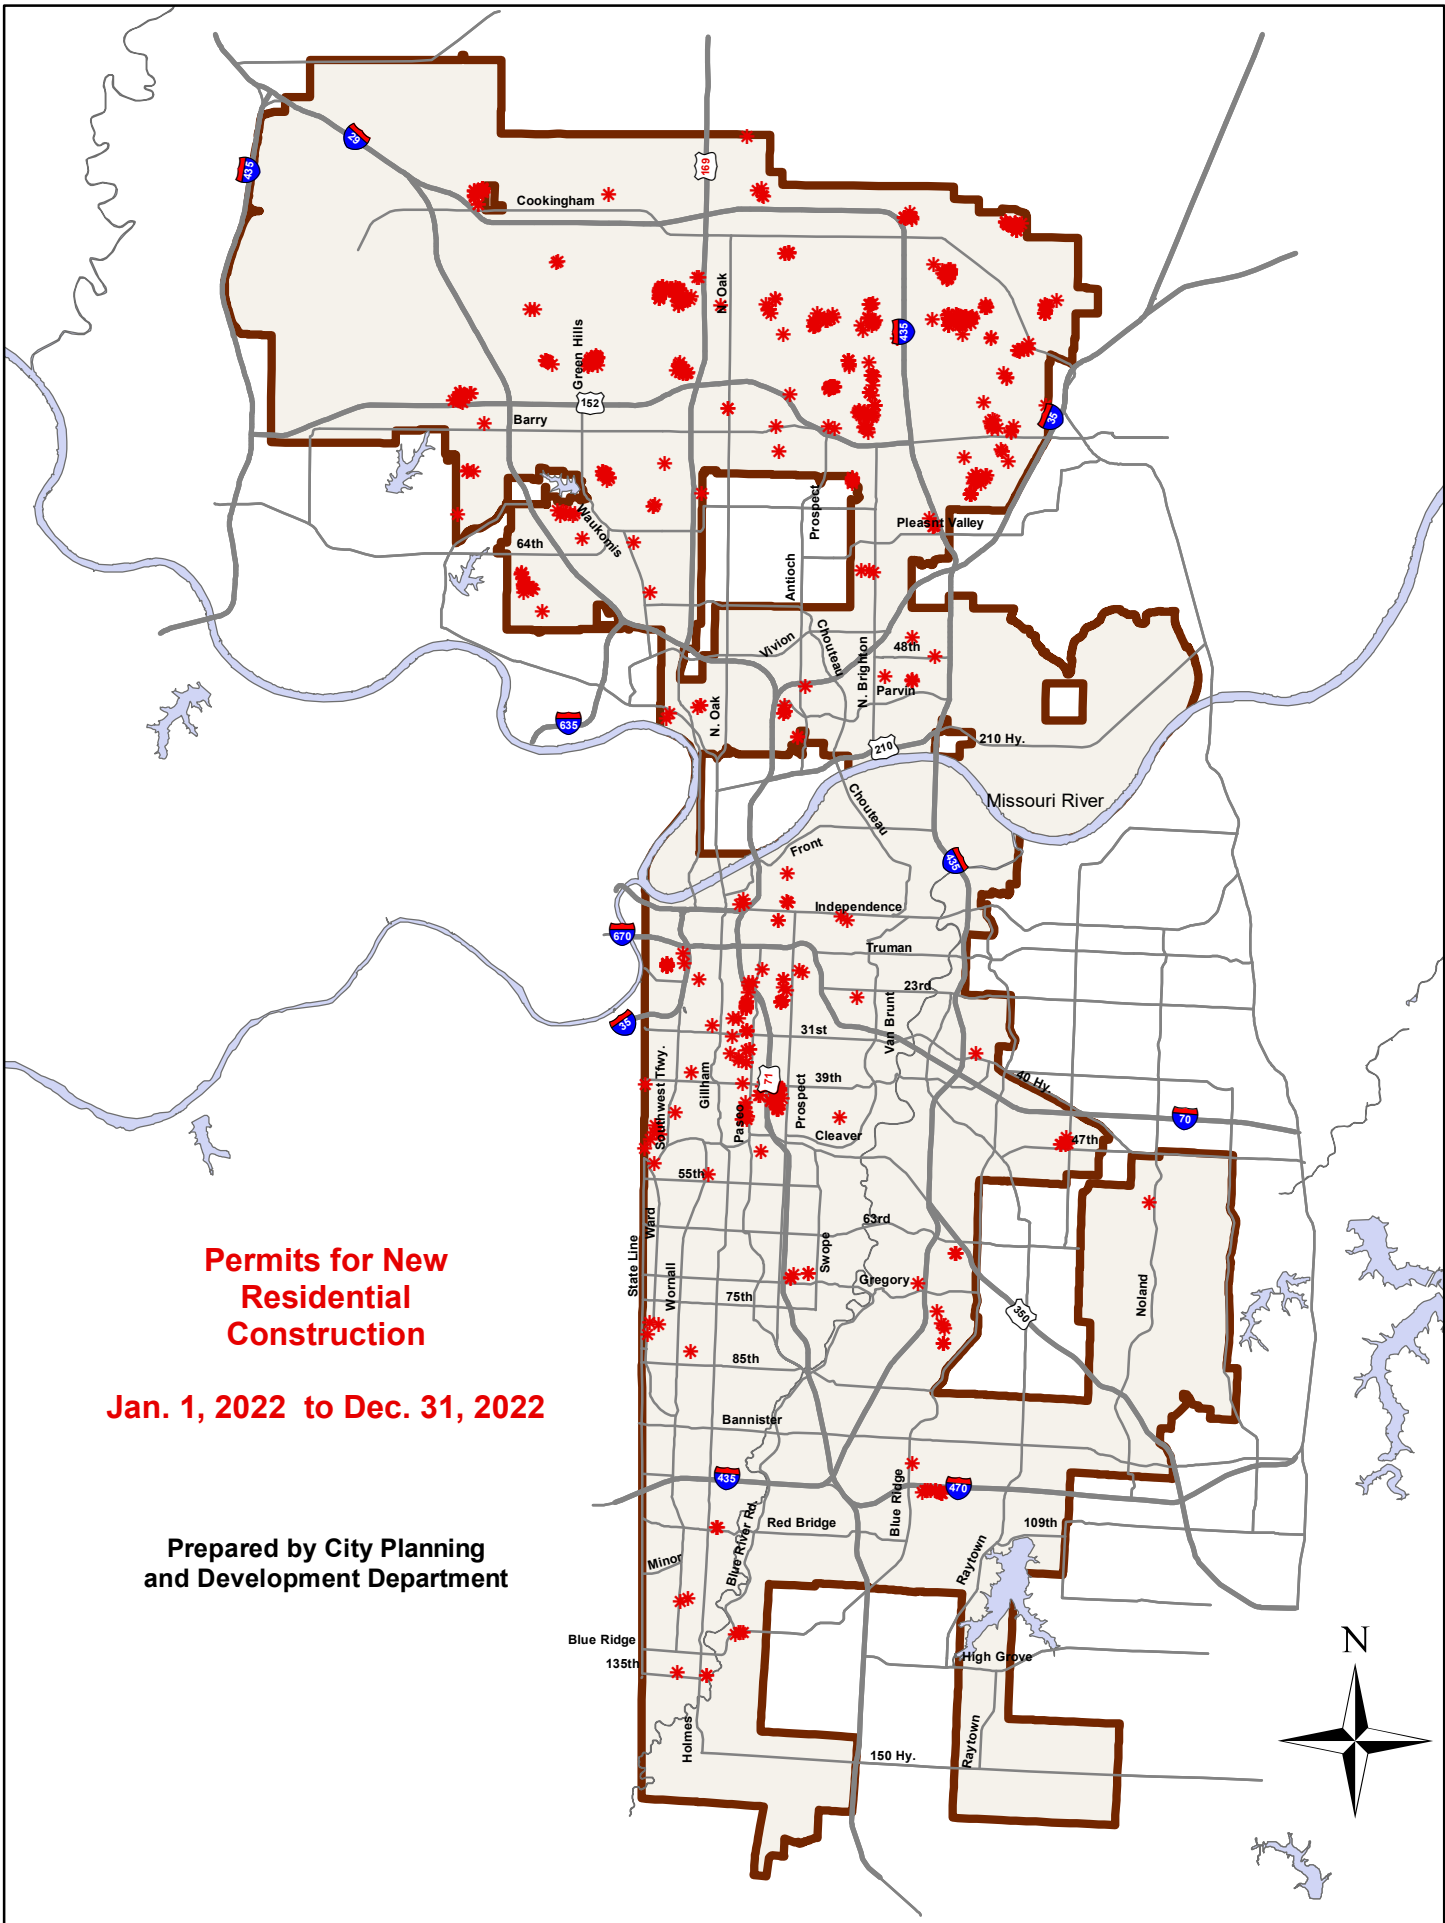 29
435
169
Cookingham
N. Oak
435
Green Hills
152
Barry
35
Prospect
Waukomis
Pleasnt Valley
64th
Antioch
Chouteau
Vivion
48th
N. Brighton
Parvin
635
N. Oak
210
210 Hy.
Missouri River
Chouteau
Front
435
Independence
670
Truman
23rd
Van Brunt
35
31st
Southwest Tfwy.
Gillham
71
39th
40 Hy.
Prospect
Paseo
70
Cleaver
47th
55th
Ward
63rd
State Line
Swope
Permits for New
Residential
Construction
Wornall
Gregory
Noland
75th
350
85th
Jan. 1, 2022 to Dec. 31, 2022
Bannister
435
Blue Ridge
470
Blue River Rd.
Red Bridge
109th
Prepared by City Planning
and Development Department
Minor
Raytown
Blue Ridge
135th
High Grove
N
Holmes
Raytown
150 Hy.